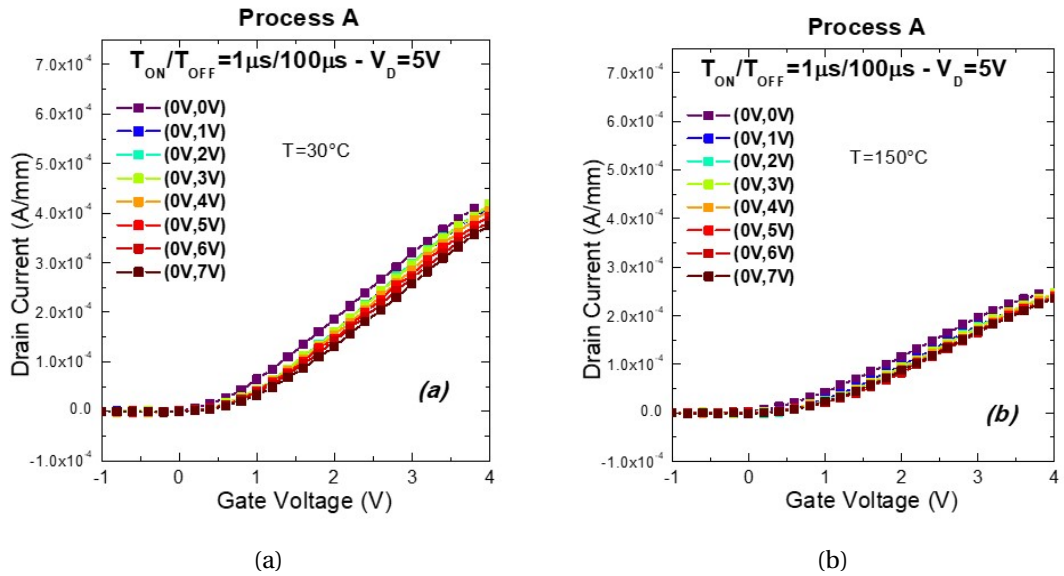 Process A
T_ON/T_OFF=1µs/100µs - V_D=5V
7.0x10⁻⁴
6.0x10⁻⁴
5.0x10⁻⁴
4.0x10⁻⁴
3.0x10⁻⁴
2.0x10⁻⁴
1.0x10⁻⁴
0.0
-1.0x10⁻⁴
Drain Current (A/mm)
(0V,0V)
(0V,1V)
(0V,2V)
(0V,3V)
(0V,4V)
(0V,5V)
(0V,6V)
(0V,7V)
T=30°C
(a)
-1 0 1 2 3 4
Gate Voltage (V)
(a)
Process A
T_ON/T_OFF=1µs/100µs - V_D=5V
7.0x10⁻⁴
6.0x10⁻⁴
5.0x10⁻⁴
4.0x10⁻⁴
3.0x10⁻⁴
2.0x10⁻⁴
1.0x10⁻⁴
0.0
-1.0x10⁻⁴
Drain Current (A/mm)
(0V,0V)
(0V,1V)
(0V,2V)
(0V,3V)
(0V,4V)
(0V,5V)
(0V,6V)
(0V,7V)
T=150°C
(b)
-1 0 1 2 3 4
Gate Voltage (V)
(b)